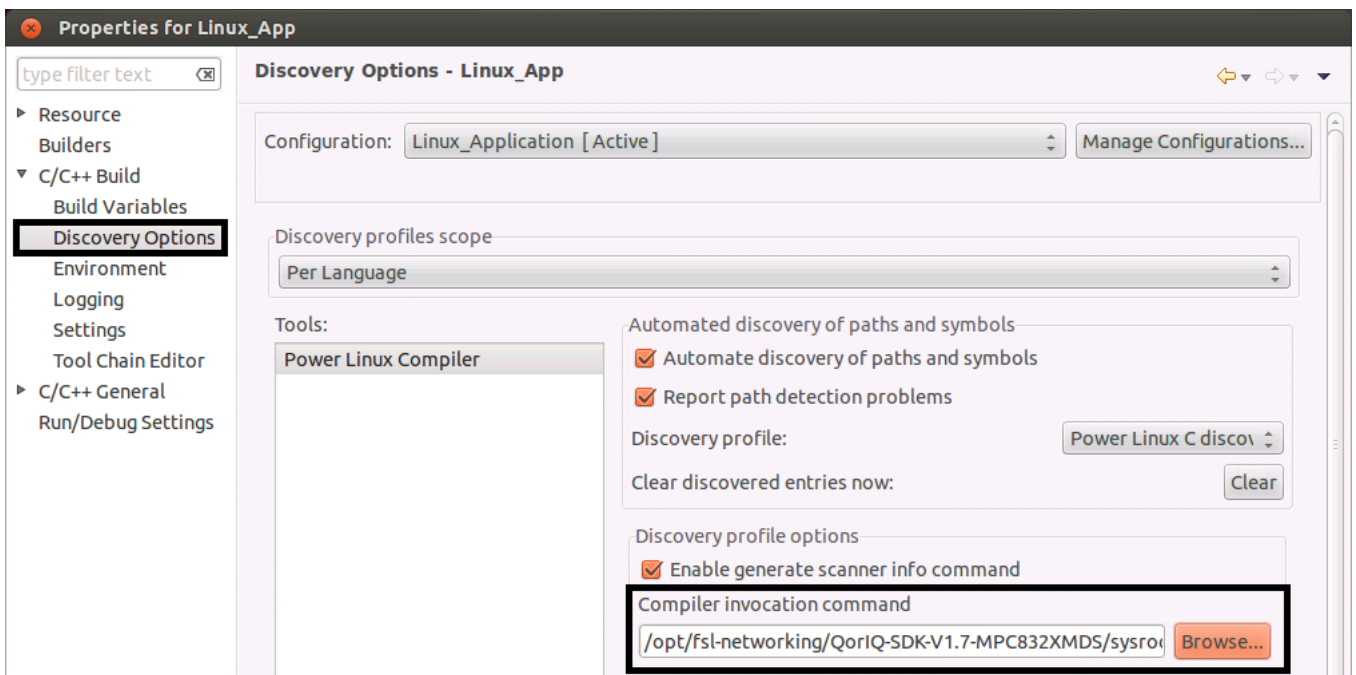 Properties for Linux_App
type filter text
Discovery Options - Linux_App
Resource
Builders
C/C++ Build
Build Variables
Discovery Options
Environment
Logging
Settings
Tool Chain Editor
C/C++ General
Run/Debug Settings
Configuration:
Linux_Application [ Active ]
Manage Configurations...
Discovery profiles scope
Per Language
Tools:
Power Linux Compiler
Automated discovery of paths and symbols
Automate discovery of paths and symbols
Report path detection problems
Discovery profile:
Power Linux C discov
Clear discovered entries now:
Clear
Discovery profile options
Enable generate scanner info command
Compiler invocation command
/opt/fsl-networking/QorIQ-SDK-V1.7-MPC832XMDS/sysroo
Browse...